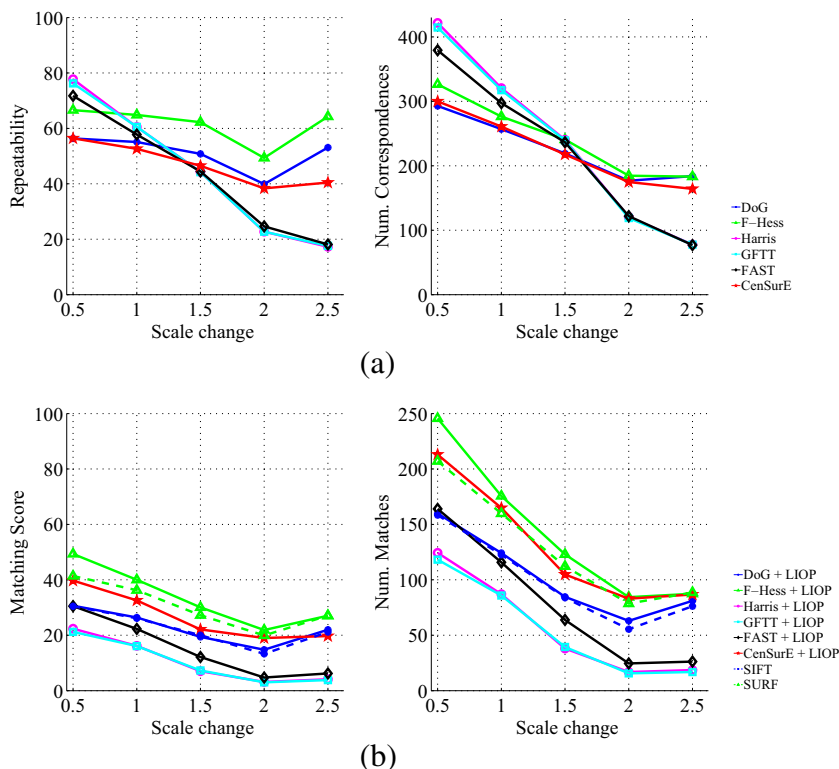 100
80
60
40
20
0
Repeatability
0.5 1 1.5 2 2.5
Scale change
400
300
200
100
0
Num. Correspondences
0.5 1 1.5 2 2.5
Scale change
DoG
F−Hess
Harris
GFTT
FAST
CenSurE
(a)
100
80
60
40
20
0
Matching Score
0.5 1 1.5 2 2.5
Scale change
250
200
150
100
50
0
Num. Matches
0.5 1 1.5 2 2.5
Scale change
DoG + LIOP
F−Hess + LIOP
Harris + LIOP
GFTT + LIOP
FAST + LIOP
CenSurE + LIOP
SIFT
SURF
(b)